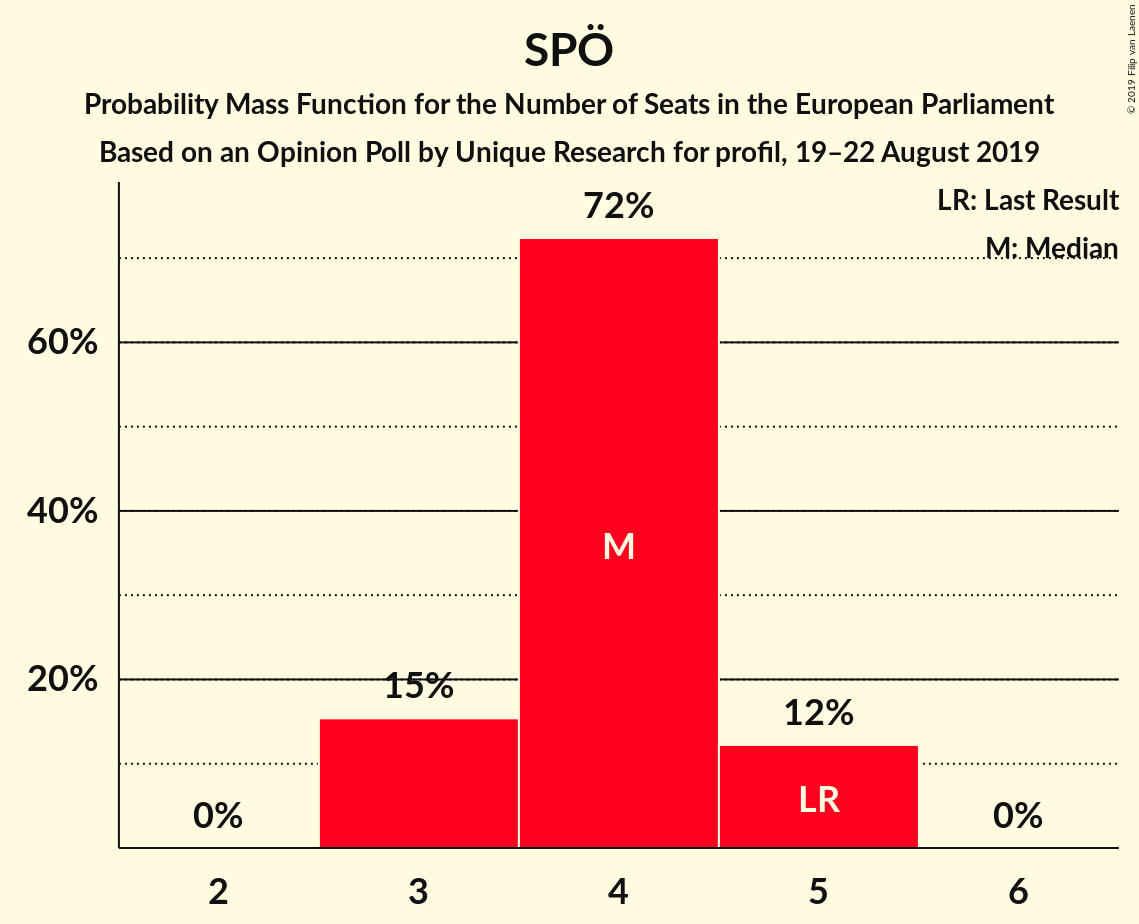 SPÖ
Probability Mass Function for the Number of Seats in the European Parliament
Based on an Opinion Poll by Unique Research for profil, 19–22 August 2019
© 2019 Filip van Laenen
LR: Last Result
M: Median
72%
60%
40%
20%
M
15%
12%
LR
0%
0%
2
3
4
5
6